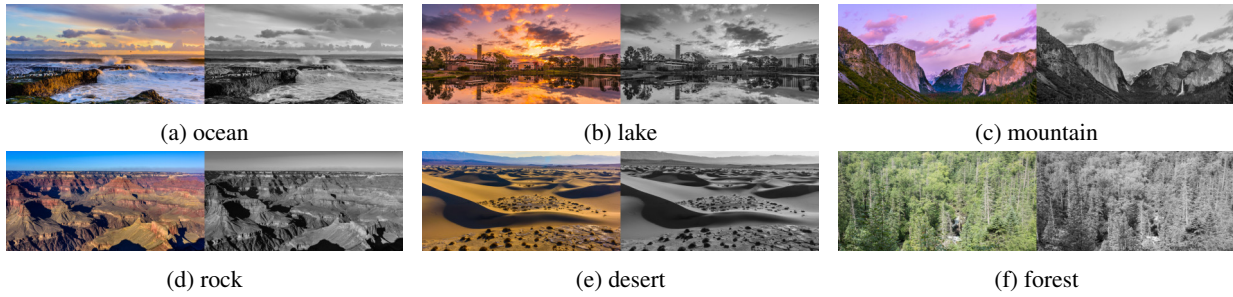 (a) ocean
(b) lake
(c) mountain
(d) rock
(e) desert
(f) forest